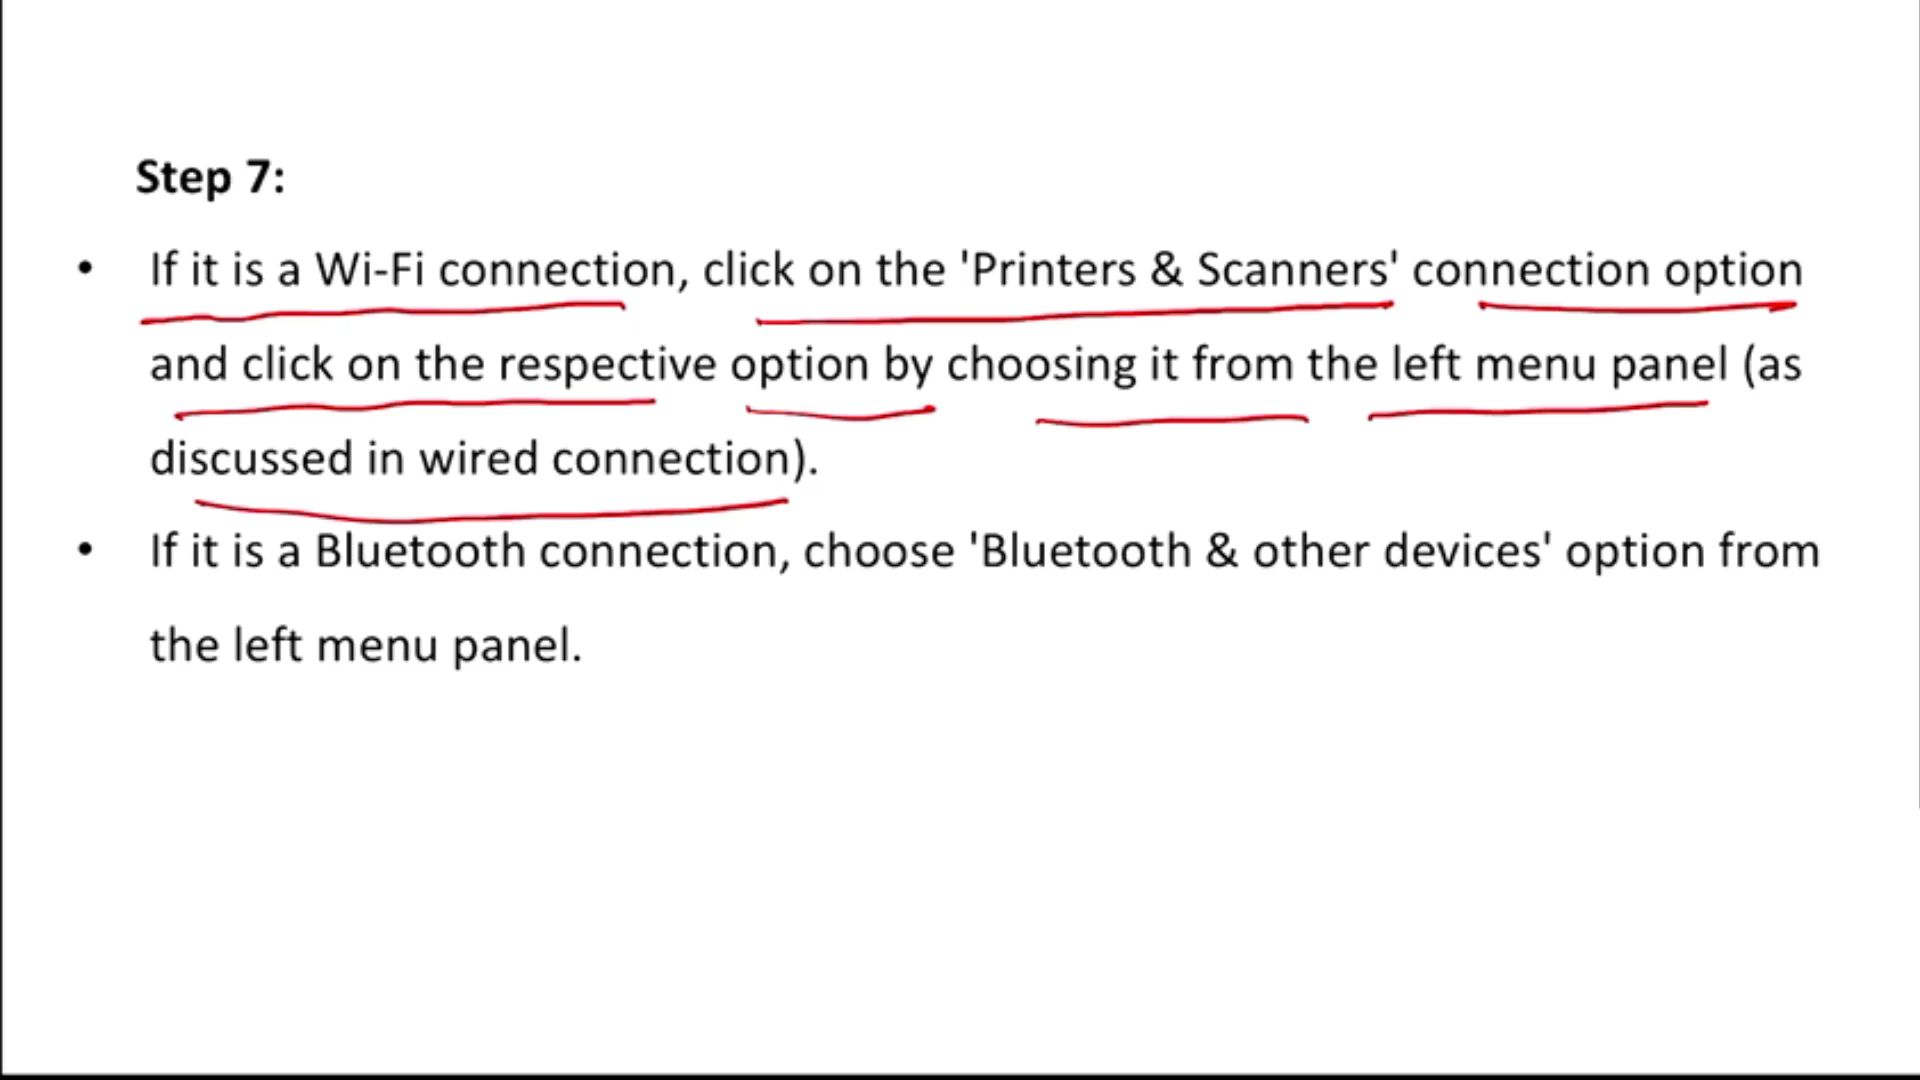 Step 7:
• If it is a Wi-Fi connection, click on the 'Printers & Scanners' connection option
and click on the respective option by choosing it from the left menu panel (as
discussed in wired connection).
• If it is a Bluetooth connection, choose 'Bluetooth & other devices' option from
the left menu panel.